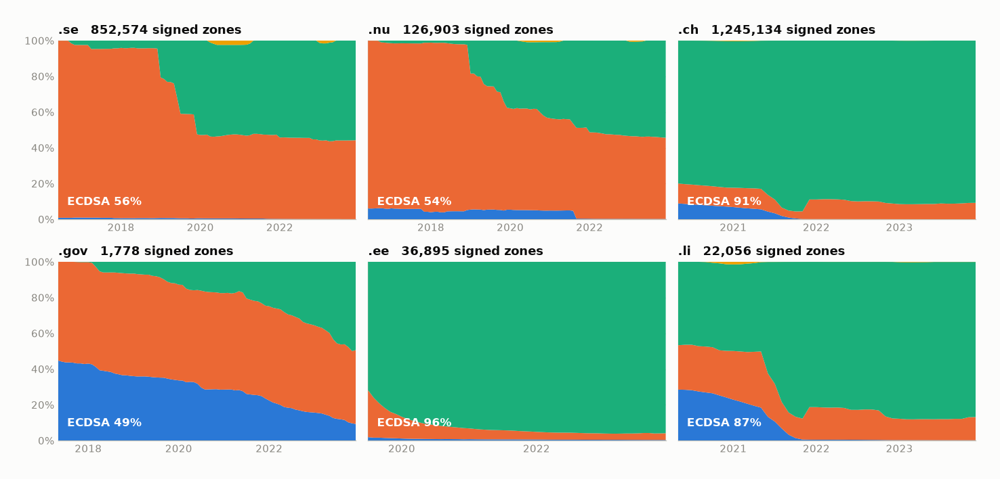 .se 852,574 signed zones
100%
80%
60%
40%
20%
0%
ECDSA 56%
2018 2020 2022
.nu 126,903 signed zones
ECDSA 54%
2018 2020 2022
.ch 1,245,134 signed zones
ECDSA 91%
2021 2022 2023
.gov 1,778 signed zones
100%
80%
60%
40%
20%
0%
ECDSA 49%
2018 2020 2022
.ee 36,895 signed zones
ECDSA 96%
2020 2022
.li 22,056 signed zones
ECDSA 87%
2021 2022 2023